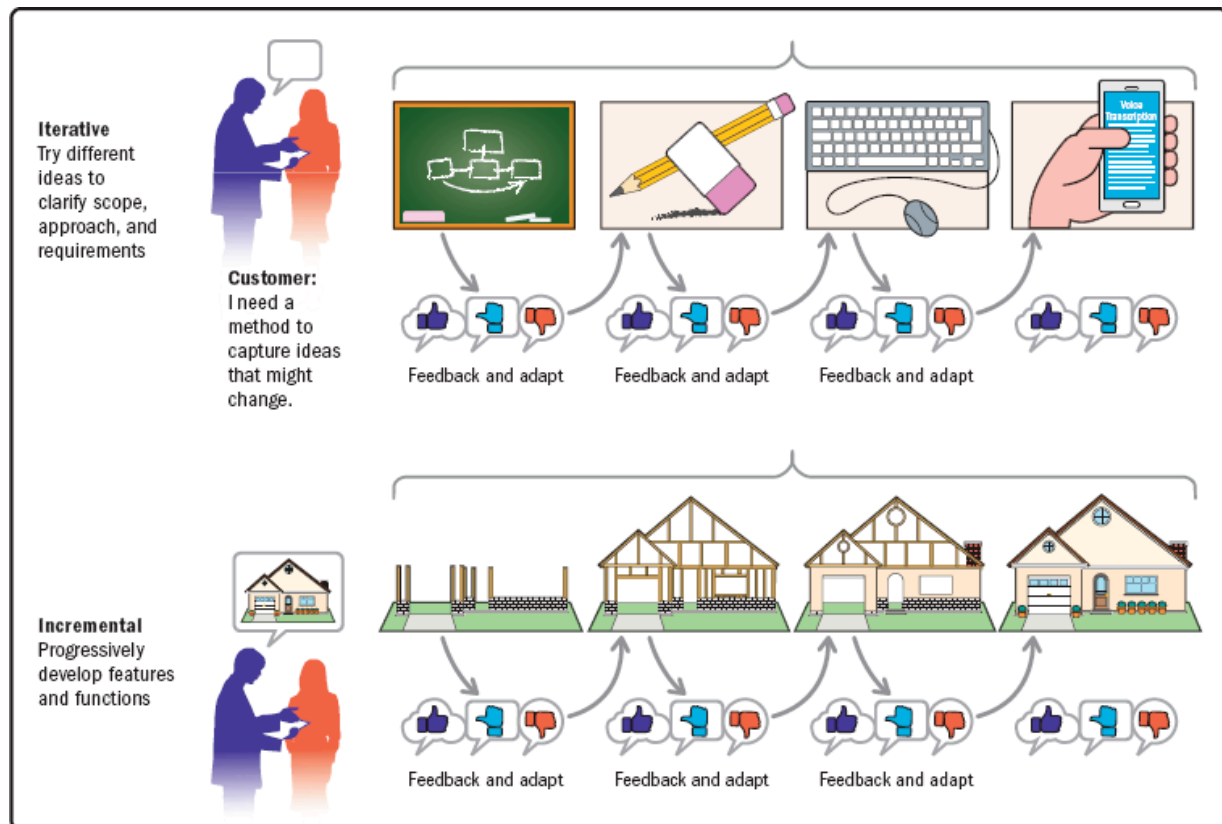 Iterative
Try different
ideas to
clarify scope,
approach, and
requirements
Customer:
I need a
method to
capture ideas
that might
change.
Voice
Transcription
Feedback and adapt
Feedback and adapt
Feedback and adapt
Incremental
Progressively
develop features
and functions
Feedback and adapt
Feedback and adapt
Feedback and adapt